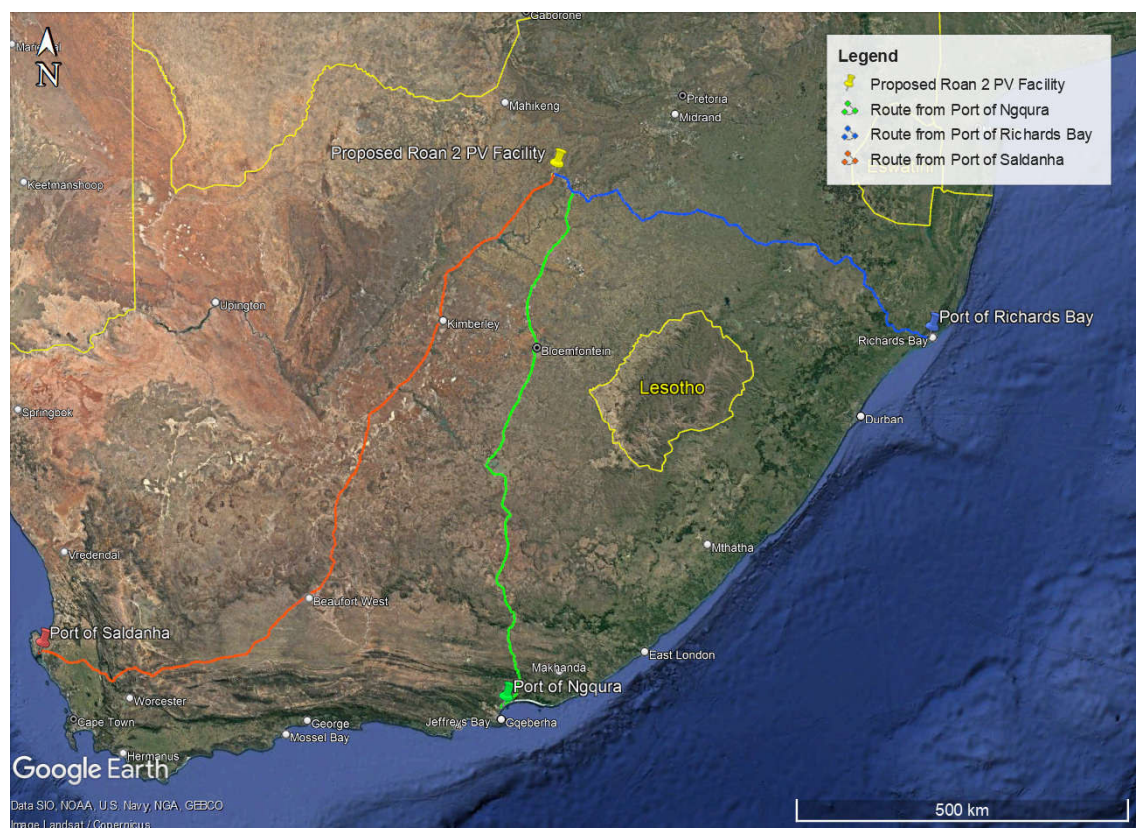 Gaborone
N
Mahikeng
Pretoria
Midrand
Proposed Roan 2 PV Facility
Legend
Proposed Roan 2 PV Facility
Route from Port of Ngqura
Route from Port of Richards Bay
Route from Port of Saldanha
Eswatini
Keetmanshoop
Upington
Kimberley
Port of Richards Bay
Richards Bay
Bloemfontein
Lesotho
Springbok
Durban
Vredendal
Mthatha
Beaufort West
Port of Saldanha
East London
Makhanda
Port of Ngqura
Worcester
Cape Town
George
Jeffreys Bay
Gqeberha
Mossel Bay
Hermanus
Google Earth
Data SIO, NOAA, U.S. Navy, NGA, GEBCO
Image Landsat / Copernicus
500 km